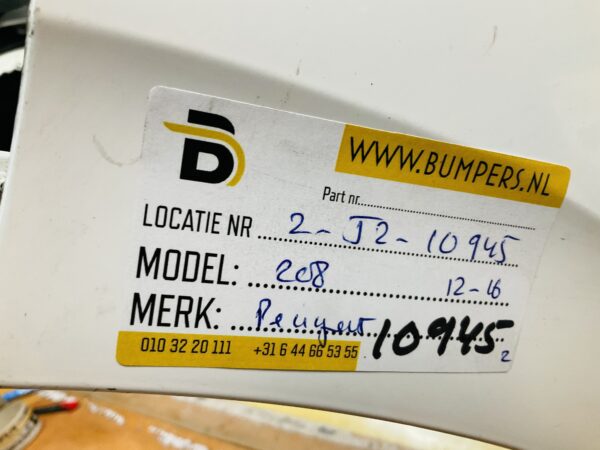 B
WWW.BUMPERS.NL
Part nr.
LOCATIE NR 2-J2-10945
MODEL: 208 12-16
MERK: Peugeot 10945 2
010 32 20 111 +31 6 44 66 53 55